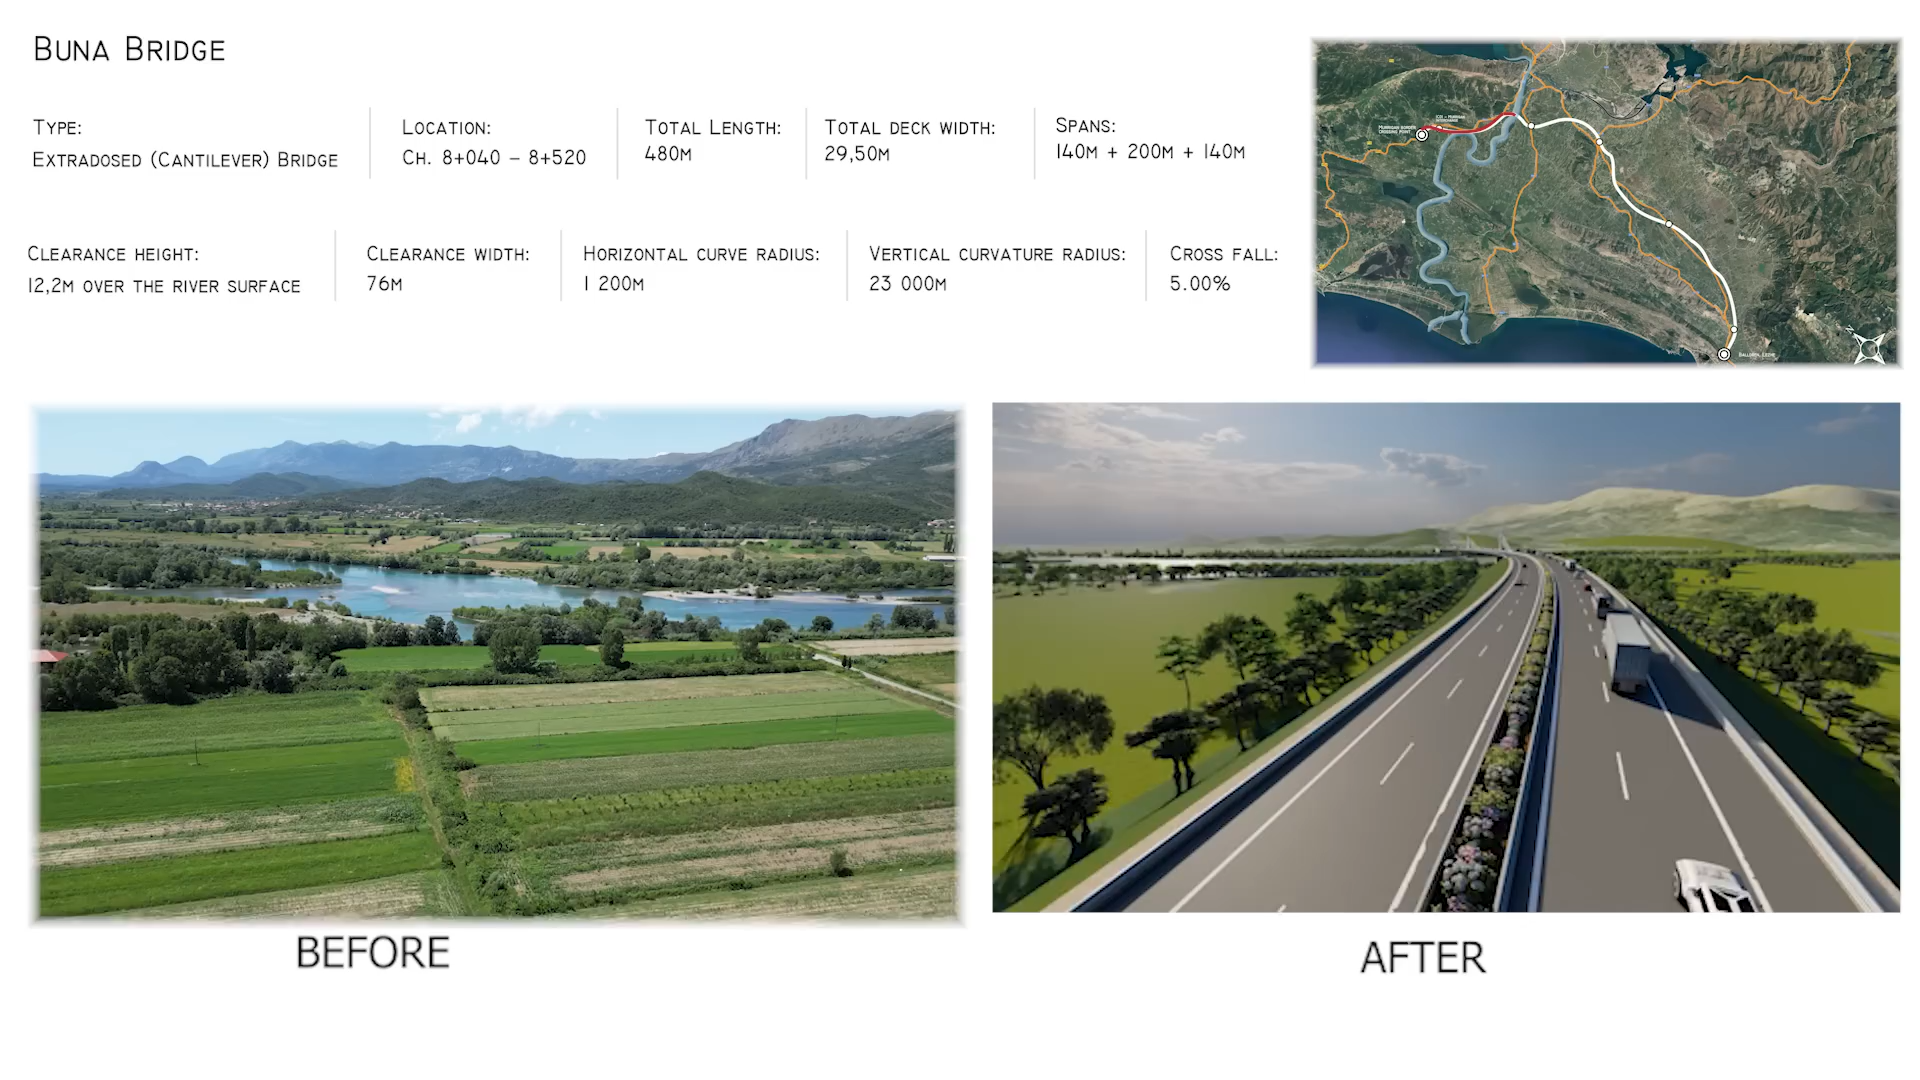 Buna Bridge
Type:
Extradosed (Cantilever) Bridge
Location:
Ch. 8+040 – 8+520
Total Length:
480m
Total deck width:
29,50m
Spans:
140m + 200m + 140m
Clearance height:
12,2m over the river surface
Clearance width:
76m
Horizontal curve radius:
1 200m
Vertical curvature radius:
23 000m
Cross fall:
5.00%
BEFORE
AFTER